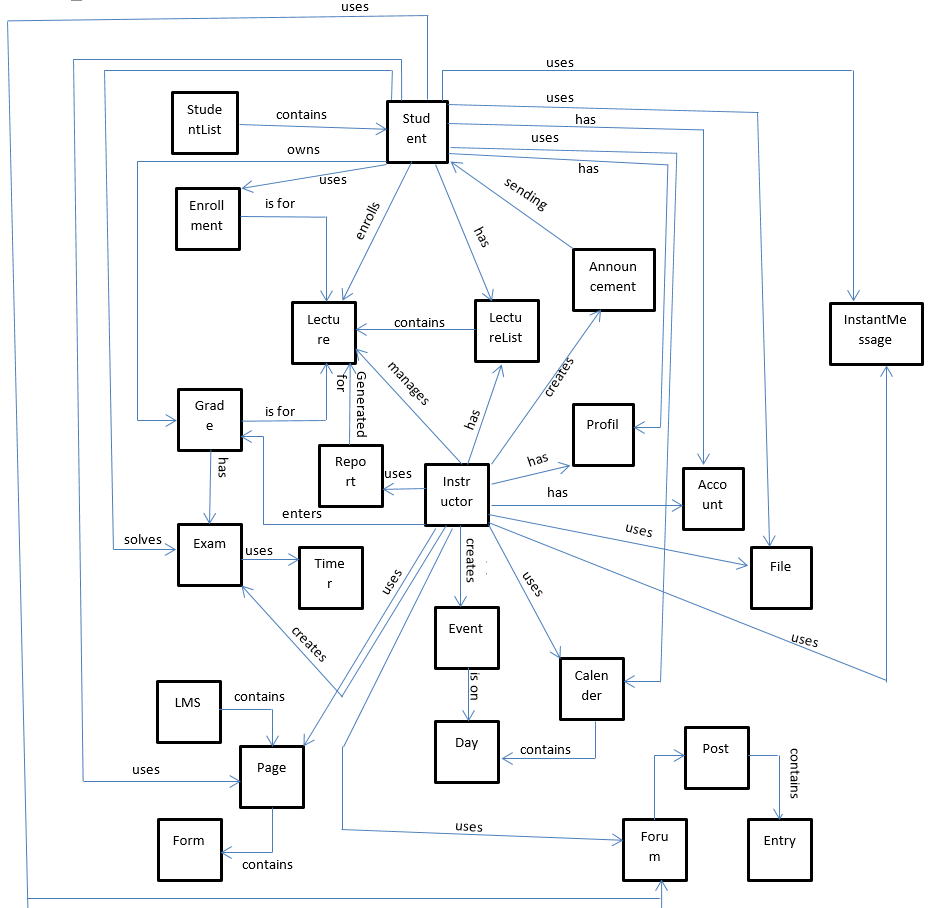 uses
uses
uses
Stude
ntList
contains
Stud
ent
has
uses
owns
has
uses
Enroll
ment
is for
sending
enrolls
has
Announ
cement
Lectu
re
contains
Lectu
reList
InstantMe
ssage
manages
creates
for
Generated
Grad
e
is for
has
Profil
has
Repo
rt
uses
Instr
uctor
has
has
Acco
unt
enters
solves
Exam
uses
Time
r
creates
uses
uses
uses
File
creates
Event
uses
is on
Calen
der
LMS
contains
Day
contains
Post
contains
Page
uses
uses
Form
contains
Foru
m
Entry